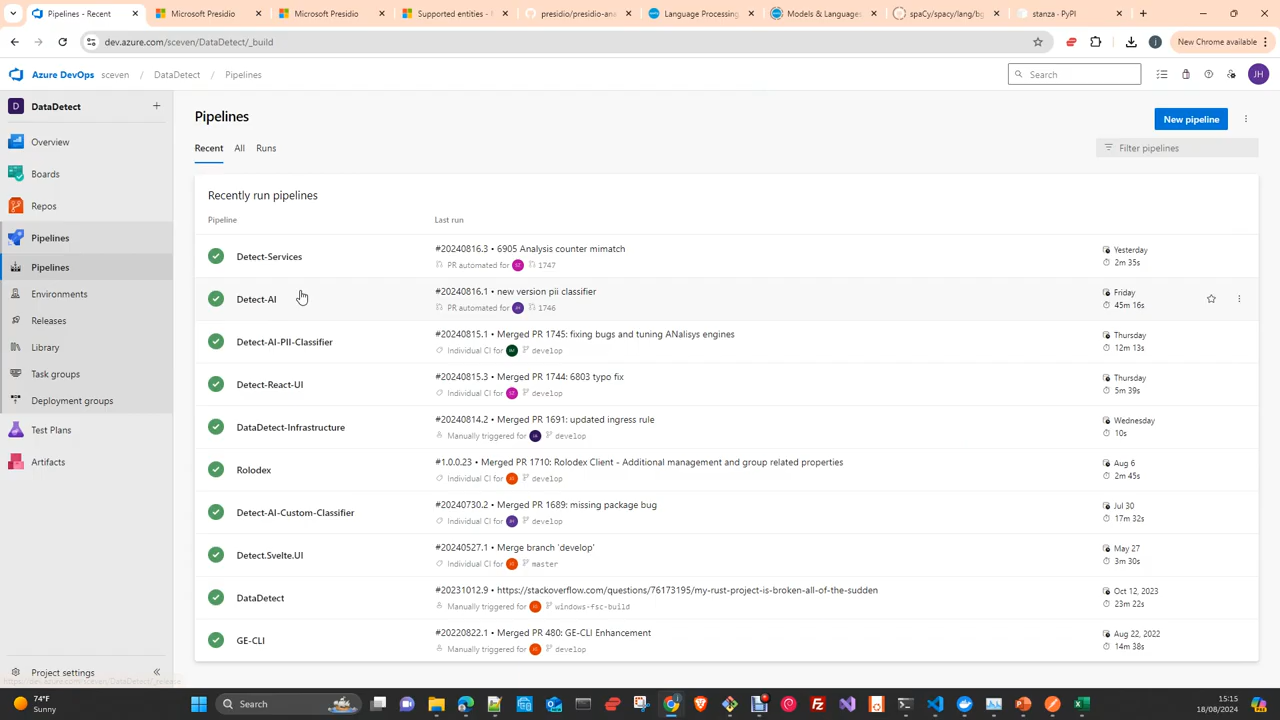 Pipelines - Recent
Microsoft Presidio
Microsoft Presidio
Supported entities -
presidio/presidio-ana
Language Processing
Models & Languages
spaCy/spacy/lang/bg
stanza · PyPI
dev.azure.com/sceven/DataDetect/_build
New Chrome available
Azure DevOps sceven / DataDetect / Pipelines
Search
JH
D DataDetect
Overview
Boards
Repos
Pipelines
Pipelines
Environments
Releases
Library
Task groups
Deployment groups
Test Plans
Artifacts
Project settings
https://dev.azure.com/sceven/DataDetect/_release
Pipelines
New pipeline
Recent All Runs
Filter pipelines
Recently run pipelines
Pipeline Last run
Detect-Services #20240816.3 • 6905 Analysis counter mimatch Yesterday
PR automated for 1747 2m 35s
Detect-AI #20240816.1 • new version pii classifier Friday
PR automated for 1746 45m 16s
Detect-AI-PII-Classifier #20240815.1 • Merged PR 1745: fixing bugs and tuning ANalisys engines Thursday
Individual CI for develop 12m 13s
Detect-React-UI #20240815.3 • Merged PR 1744: 6803 typo fix Thursday
Individual CI for develop 5m 39s
DataDetect-Infrastructure #20240814.2 • Merged PR 1691: updated ingress rule Wednesday
Manually triggered for develop 10s
Rolodex #1.0.0.23 • Merged PR 1710: Rolodex Client - Additional management and group related properties Aug 6
Individual CI for develop 2m 45s
Detect-AI-Custom-Classifier #20240730.2 • Merged PR 1689: missing package bug Jul 30
Individual CI for develop 17m 32s
Detect.Svelte.UI #20240527.1 • Merge branch 'develop' May 27
Individual CI for master 3m 30s
DataDetect #20231012.9 • https://stackoverflow.com/questions/76173195/my-rust-project-is-broken-all-of-the-sudden Oct 12, 2023
Manually triggered for windows-fsc-build 23m 22s
GE-CLI #20220822.1 • Merged PR 480: GE-CLI Enhancement Aug 22, 2022
Manually triggered for develop 14m 38s
74°F
Sunny
Search
15:15
18/08/2024